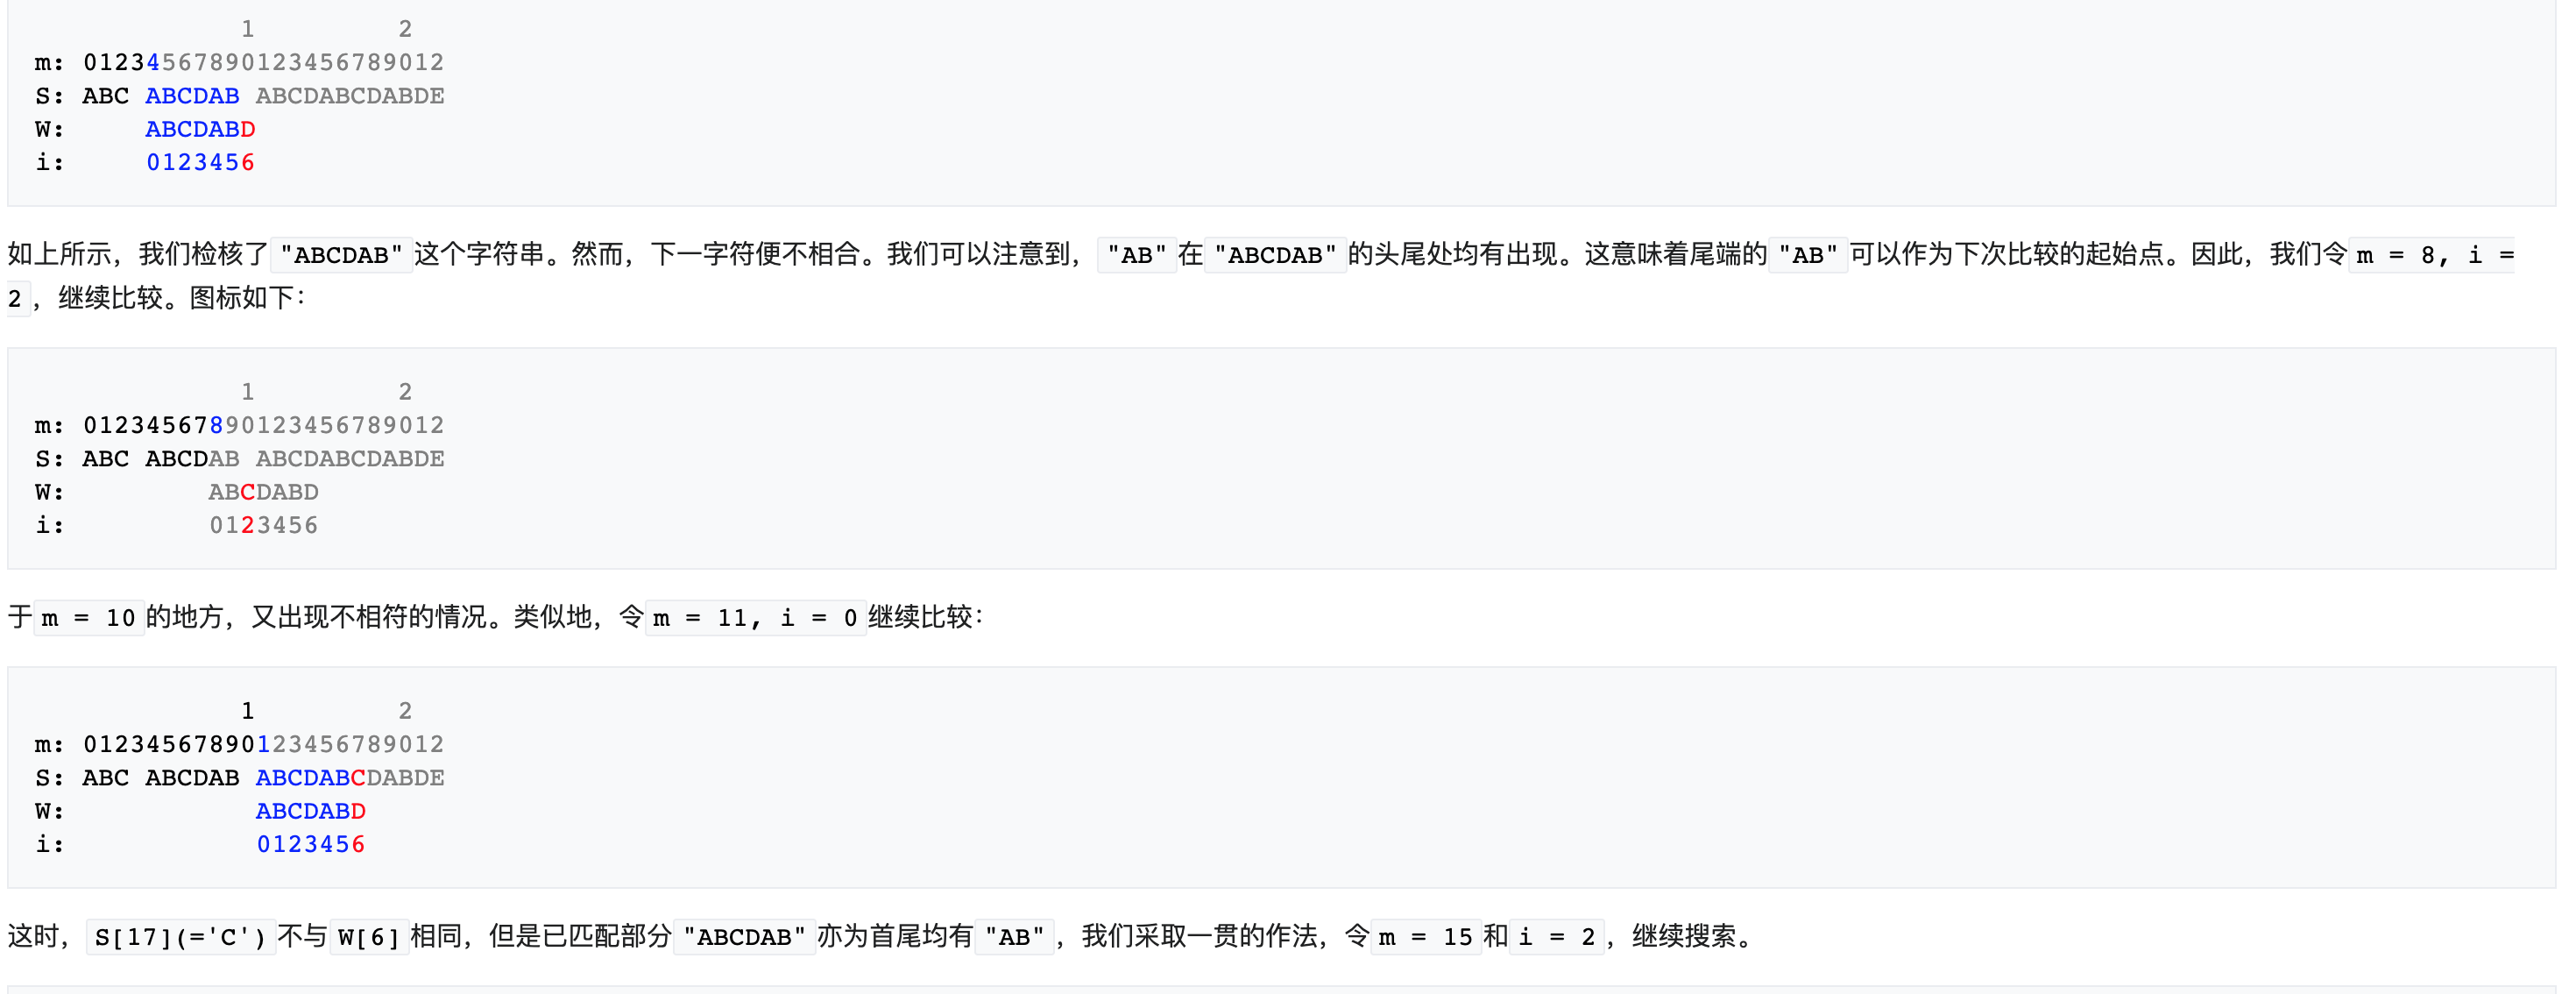 1         2
m: 01234567890123456789012
S: ABC ABCDAB ABCDABCDABDE
W:     ABCDABD
i:     0123456
如上所示，我们检核了"ABCDAB"这个字符串。然而，下一字符便不相合。我们可以注意到，"AB"在"ABCDAB"的头尾处均有出现。这意味着尾端的"AB"可以作为下次比较的起始点。因此，我们令m = 8, i =
2，继续比较。图标如下：
          1         2
m: 01234567890123456789012
S: ABC ABCDAB ABCDABCDABDE
W:         ABCDABD
i:         0123456
于m = 10的地方，又出现不相符的情况。类似地，令m = 11, i = 0继续比较：
          1         2
m: 01234567890123456789012
S: ABC ABCDAB ABCDABCDABDE
W:            ABCDABD
i:            0123456
这时，S[17](='C')不与W[6]相同，但是已匹配部分"ABCDAB"亦为首尾均有"AB"，我们采取一贯的作法，令m = 15和i = 2，继续搜索。